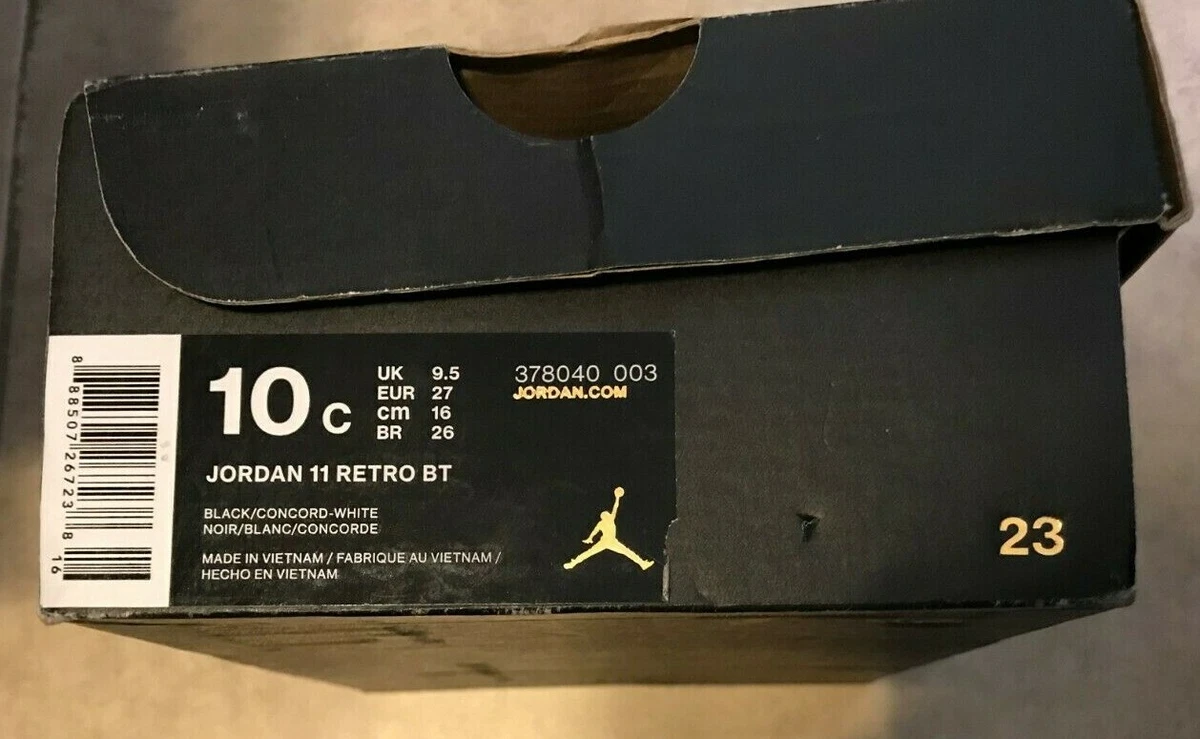 8 88507 26723 8 16
10 C
UK 9.5
EUR 27
cm 16
BR 26
378040 003
JORDAN.COM
JORDAN 11 RETRO BT
BLACK/CONCORD-WHITE
NOIR/BLANC/CONCORDE
MADE IN VIETNAM / FABRIQUE AU VIETNAM /
HECHO EN VIETNAM
23